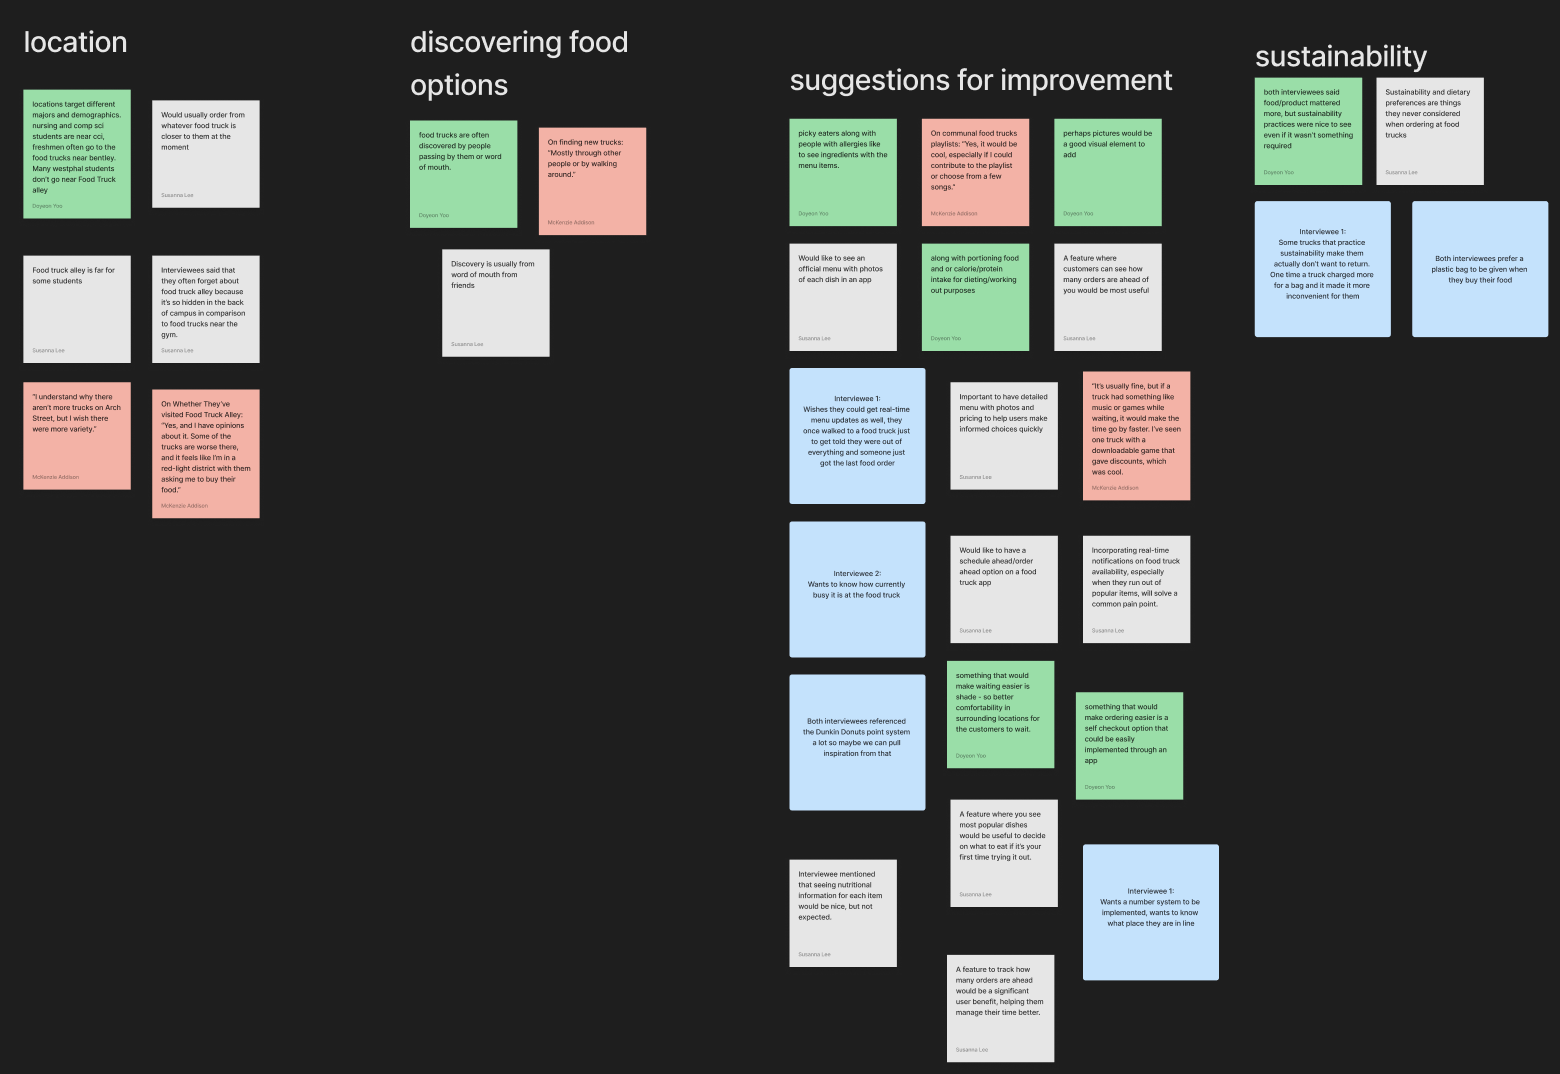 location
locations target different
majors and demographics.
nursing and comp sci
students are near cci,
freshmen often go to the
food trucks near bentley.
Many westphal students
don't go near Food Truck
alley
Doyeon Yoo
Would usually order from
whatever food truck is
closer to them at the
moment
Susanna Lee
Food truck alley is far for
some students
Susanna Lee
Interviewees said that
they often forget about
food truck alley because
it's so hidden in the back
of campus in comparison
to food trucks near the
gym.
Susanna Lee
"I understand why there
aren't more trucks on Arch
Street, but I wish there
were more variety."
McKenzie Addison
On Whether They've
visited Food Truck Alley:
"Yes, and I have opinions
about it. Some of the
trucks are worse there,
and it feels like I'm in a
red-light district with them
asking me to buy their
food."
McKenzie Addison
discovering food
options
food trucks are often
discovered by people
passing by them or word
of mouth.
Doyeon Yoo
On finding new trucks:
"Mostly through other
people or by walking
around."
McKenzie Addison
Discovery is usually from
word of mouth from
friends
Susanna Lee
suggestions for improvement
picky eaters along with
people with allergies like
to see ingredients with the
menu items.
Doyeon Yoo
On communal food trucks
playlists: "Yes, it would be
cool, especially if I could
contribute to the playlist
or choose from a few
songs."
McKenzie Addison
perhaps pictures would be
a good visual element to
add
Doyeon Yoo
Would like to see an
official menu with photos
of each dish in an app
Susanna Lee
along with portioning food
and or calorie/protein
intake for dieting/working
out purposes
Doyeon Yoo
A feature where
customers can see how
many orders are ahead of
you would be most useful
Susanna Lee
Interviewee 1:
Wishes they could get real-time
menu updates as well, they
once walked to a food truck just
to get told they were out of
everything and someone just
got the last food order
Important to have detailed
menu with photos and
pricing to help users make
informed choices quickly
Susanna Lee
"It's usually fine, but if a
truck had something like
music or games while
waiting, it would make the
time go by faster. I've seen
one truck with a
downloadable game that
gave discounts, which
was cool.
McKenzie Addison
Interviewee 2:
Wants to know how currently
busy it is at the food truck
Would like to have a
schedule ahead/order
ahead option on a food
truck app
Susanna Lee
Incorporating real-time
notifications on food truck
availability, especially
when they run out of
popular items, will solve a
common pain point.
Susanna Lee
Both interviewees referenced
the Dunkin Donuts point system
a lot so maybe we can pull
inspiration from that
something that would
make waiting easier is
shade - so better
comfortability in
surrounding locations for
the customers to wait.
Doyeon Yoo
something that would
make ordering easier is a
self checkout option that
could be easily
implemented through an
app
Doyeon Yoo
A feature where you see
most popular dishes
would be useful to decide
on what to eat if it's your
first time trying it out.
Susanna Lee
Interviewee mentioned
that seeing nutritional
information for each item
would be nice, but not
expected.
Susanna Lee
Interviewee 1:
Wants a number system to be
implemented, wants to know
what place they are in line
A feature to track how
many orders are ahead
would be a significant
user benefit, helping them
manage their time better.
Susanna Lee
sustainability
both interviewees said
food/product mattered
more, but sustainability
practices were nice to see
even if it wasn't something
required
Doyeon Yoo
Sustainability and dietary
preferences are things
they never considered
when ordering at food
trucks
Susanna Lee
Interviewee 1:
Some trucks that practice
sustainability make them
actually don't want to return.
One time a truck charged more
for a bag and it made it more
inconvenient for them
Both interviewees prefer a
plastic bag to be given when
they buy their food